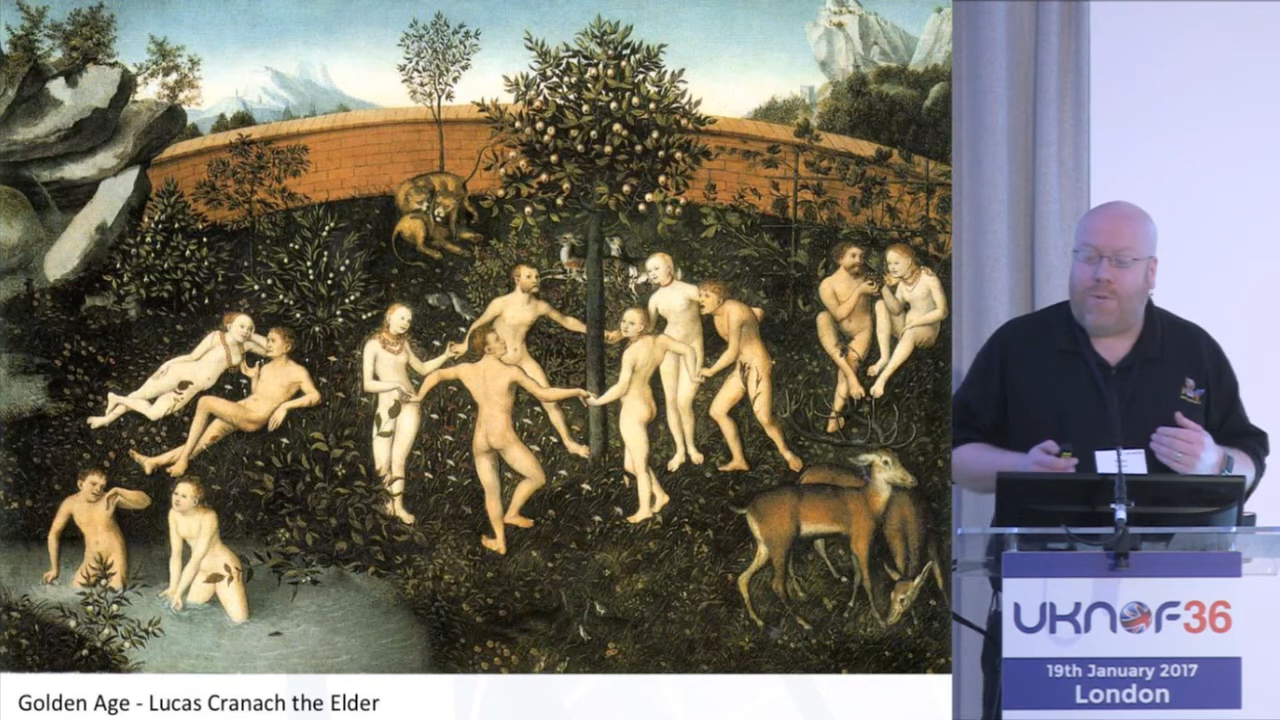 Golden Age - Lucas Cranach the Elder
UKNOF36
19th January 2017
London